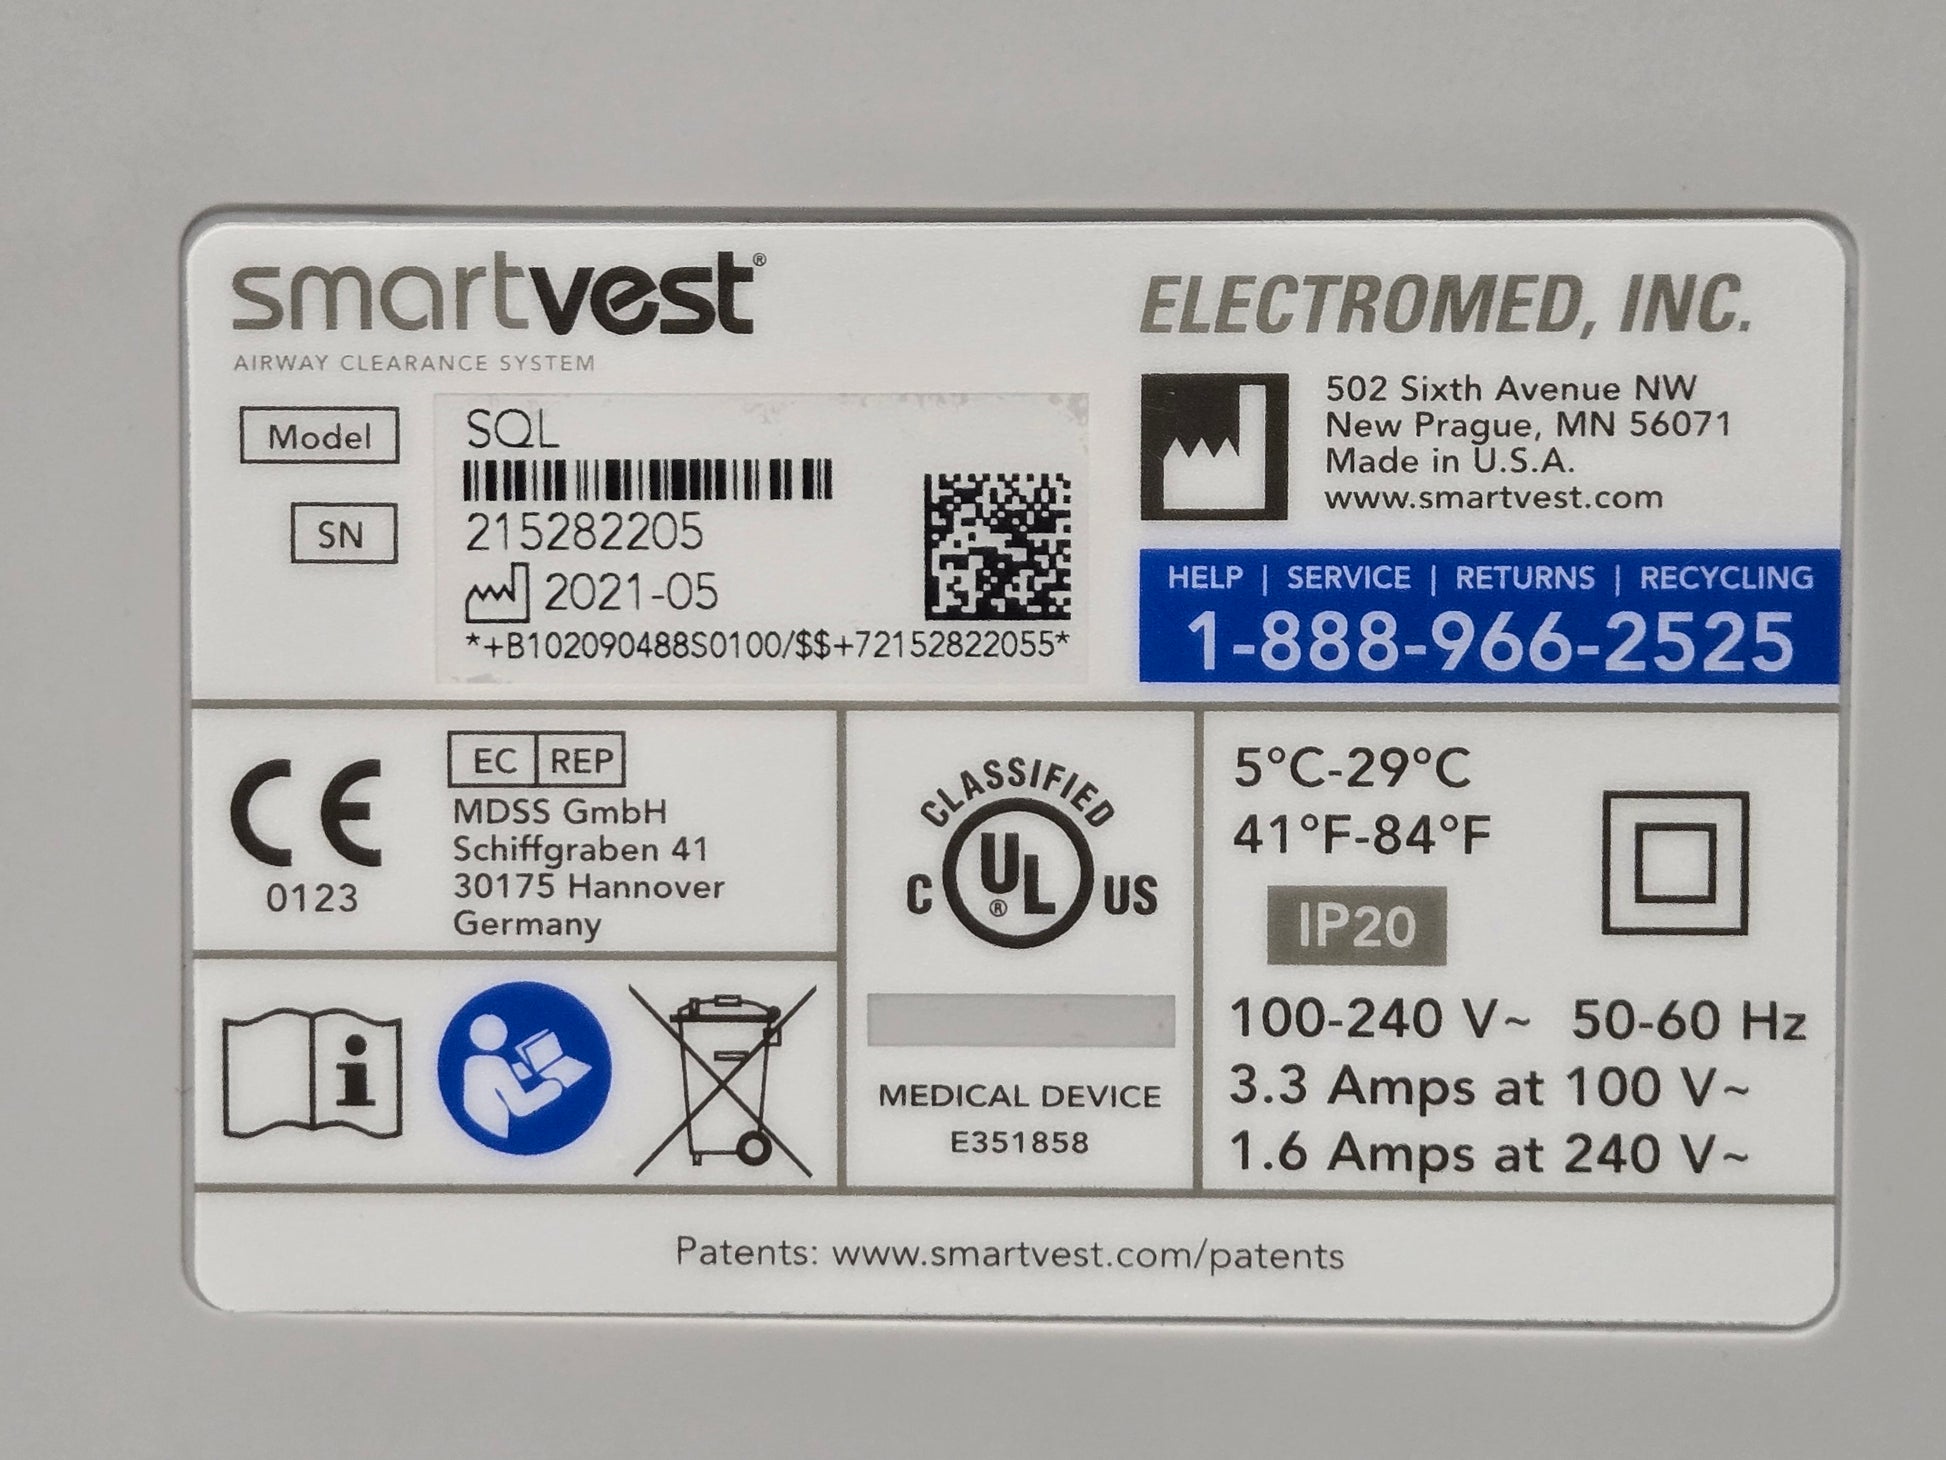 smartvest®
AIRWAY CLEARANCE SYSTEM
Model
SQL
SN
215282205
2021-05
*+B102090488S0100/$$+72152822055*
ELECTROMED, INC.
502 Sixth Avenue NW
New Prague, MN 56071
Made in U.S.A.
www.smartvest.com
HELP | SERVICE | RETURNS | RECYCLING
1-888-966-2525
CE
0123
EC REP
MDSS GmbH
Schiffgraben 41
30175 Hannover
Germany
i
CLASSIFIED
C UL® US
MEDICAL DEVICE
E351858
5°C-29°C
41°F-84°F
IP20
100-240 V~ 50-60 Hz
3.3 Amps at 100 V~
1.6 Amps at 240 V~
Patents: www.smartvest.com/patents